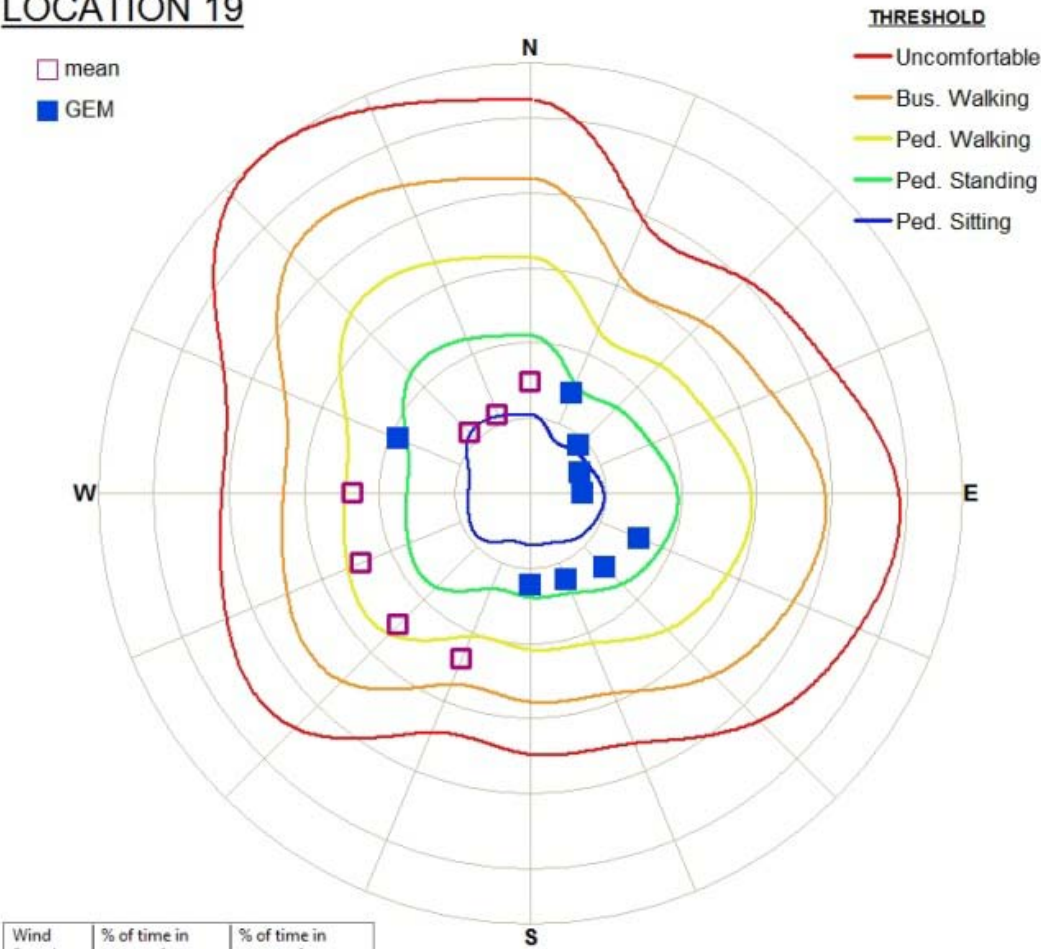 LOCATION 19
mean
GEM
THRESHOLD
Uncomfortable
Bus. Walking
Ped. Walking
Ped. Standing
Ped. Sitting
N
W
E
S
Wind
% of time in
% of time in